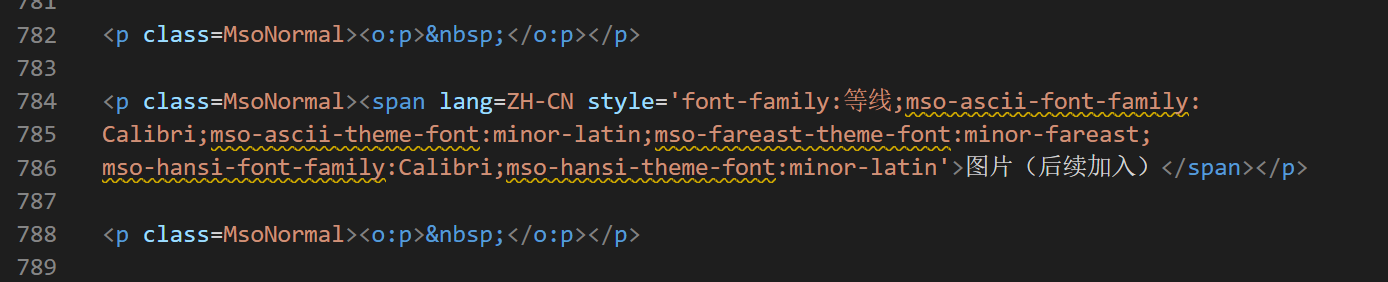 781
782 <p class=MsoNormal><o:p>&nbsp;</o:p></p>
783
784 <p class=MsoNormal><span lang=ZH-CN style='font-family:等线;mso-ascii-font-family:
785 Calibri;mso-ascii-theme-font:minor-latin;mso-fareast-theme-font:minor-fareast;
786 mso-hansi-font-family:Calibri;mso-hansi-theme-font:minor-latin'>图片（后续加入）</span></p>
787
788 <p class=MsoNormal><o:p>&nbsp;</o:p></p>
789